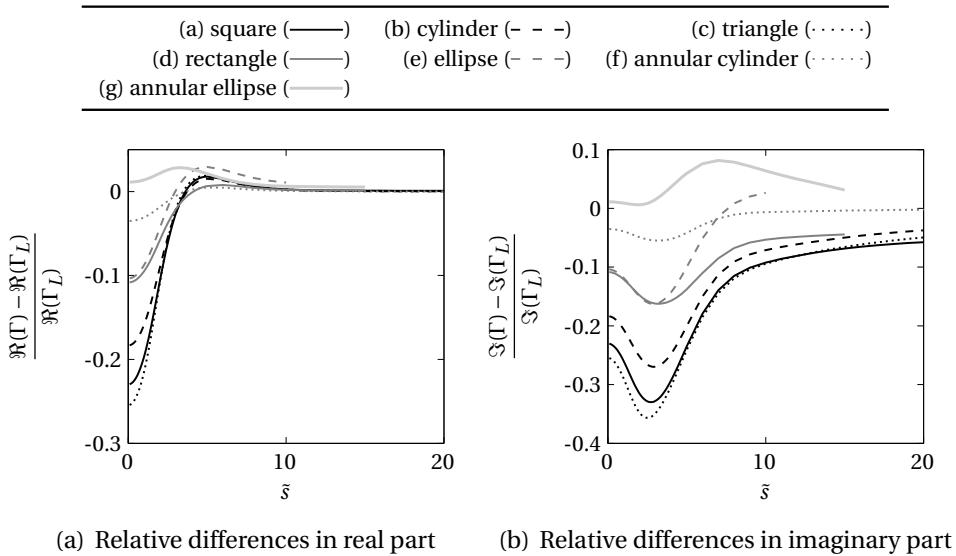 (a) square (——) (b) cylinder (– – –) (c) triangle (·······)
(d) rectangle (——) (e) ellipse (– – –) (f) annular cylinder (·······)
(g) annular ellipse (——)
ℜ(Γ) − ℜ(Γ_L)
ℜ(Γ_L)
0
-0.1
-0.2
-0.3
0 10 20
s̃
ℑ(Γ) − ℑ(Γ_L)
ℑ(Γ_L)
0.1
0
-0.1
-0.2
-0.3
-0.4
0 10 20
s̃
(a) Relative differences in real part
(b) Relative differences in imaginary part